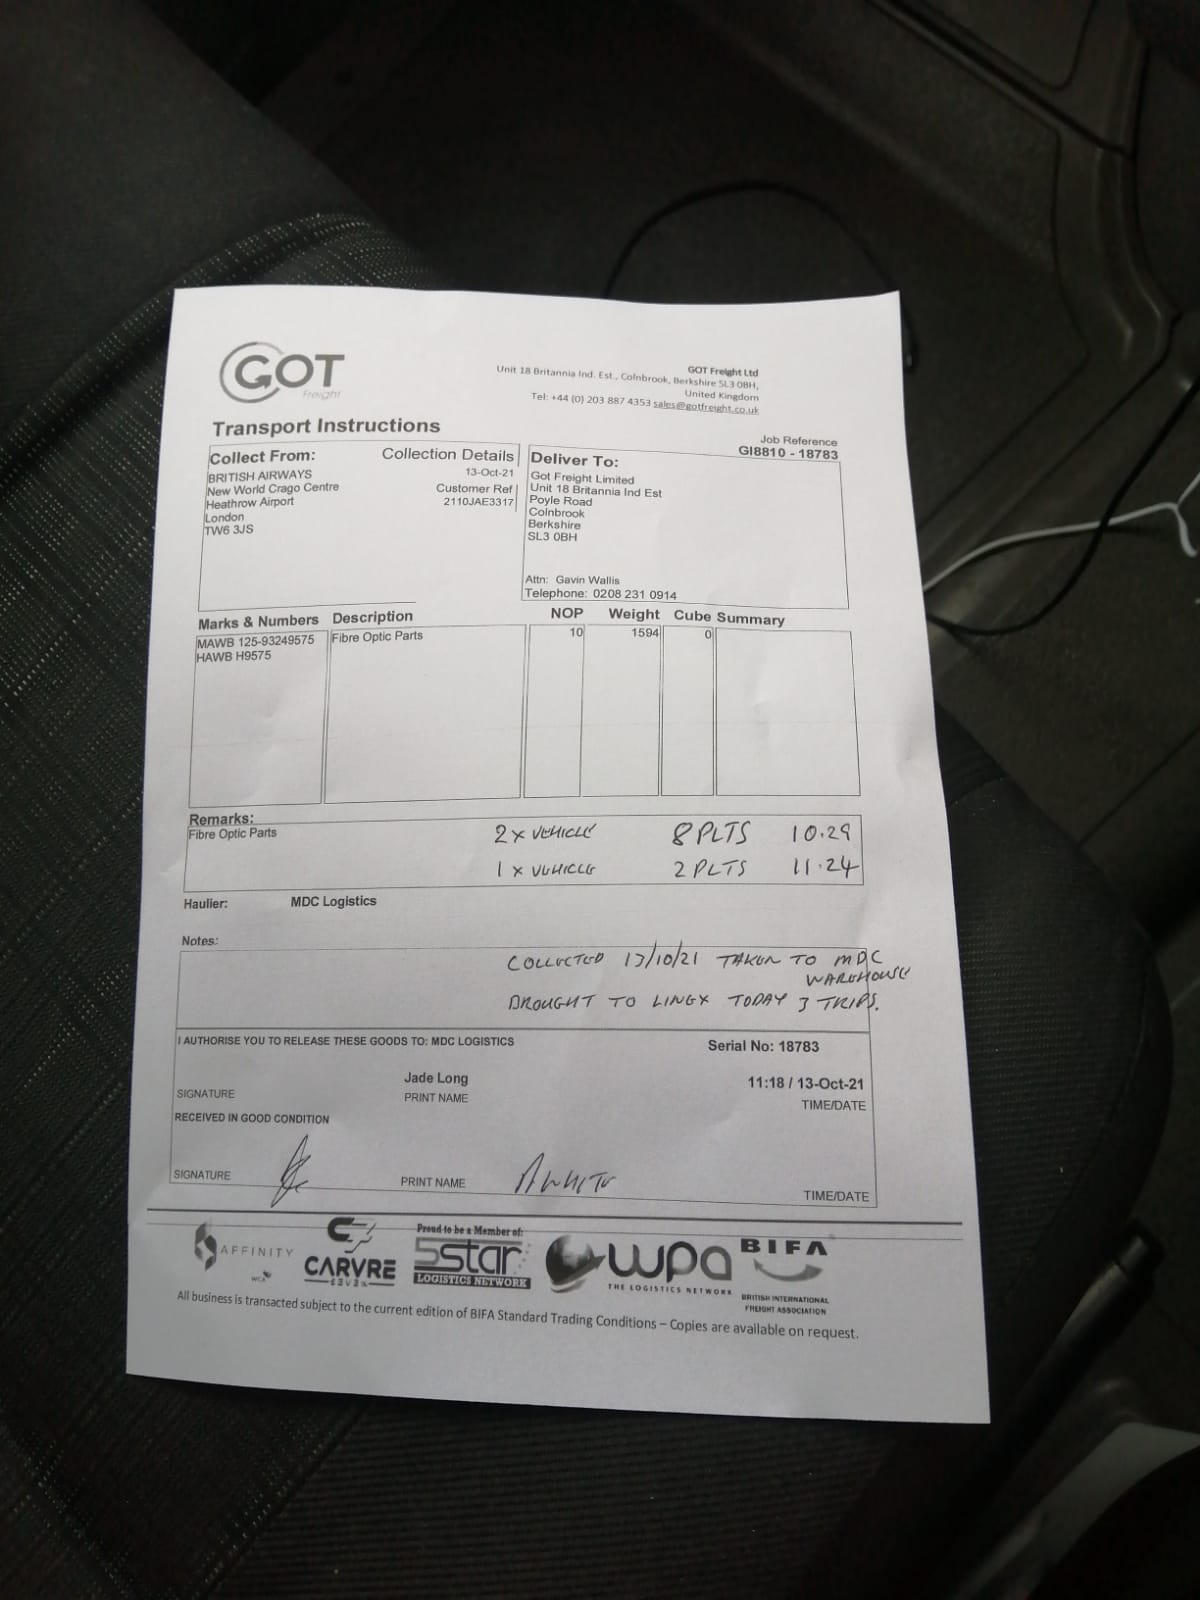 GOT
Freight
GOT Freight Ltd
Unit 18 Britannia Ind. Est., Colnbrook, Berkshire SL3 0BH,
United Kingdom
Tel: +44 (0) 203 887 4353 sales@gotfreight.co.uk
Transport Instructions
Job Reference
GI8810 - 18783
Collect From:
BRITISH AIRWAYS
New World Crago Centre
Heathrow Airport
London
TW6 3JS
Collection Details
13-Oct-21
Customer Ref
2110JAE3317
Deliver To:
Got Freight Limited
Unit 18 Britannia Ind Est
Poyle Road
Colnbrook
Berkshire
SL3 0BH
Attn: Gavin Wallis
Telephone: 0208 231 0914
Marks & Numbers Description NOP Weight Cube Summary
MAWB 125-93249575 Fibre Optic Parts 10 1594 0
HAWB H9575
Remarks:
Fibre Optic Parts
2 x VEHICLE 8 PLTS 10.29
1 x VEHICLE 2 PLTS 11.24
Haulier: MDC Logistics
Notes:
COLLECTED 13/10/21 TAKEN TO MDC
WAREHOUSE
BROUGHT TO LINGX TODAY 3 TRIPS.
I AUTHORISE YOU TO RELEASE THESE GOODS TO: MDC LOGISTICS
Serial No: 18783
Jade Long
11:18 / 13-Oct-21
SIGNATURE PRINT NAME TIME/DATE
RECEIVED IN GOOD CONDITION
SIGNATURE PRINT NAME A WHITE TIME/DATE
AFFINITY
WCA
CARVRE
SEVEN
Proud to be a Member of:
5star
LOGISTICS NETWORK
wpa
THE LOGISTICS NETWORK
BIFA
BRITISH INTERNATIONAL
FREIGHT ASSOCIATION
All business is transacted subject to the current edition of BIFA Standard Trading Conditions – Copies are available on request.